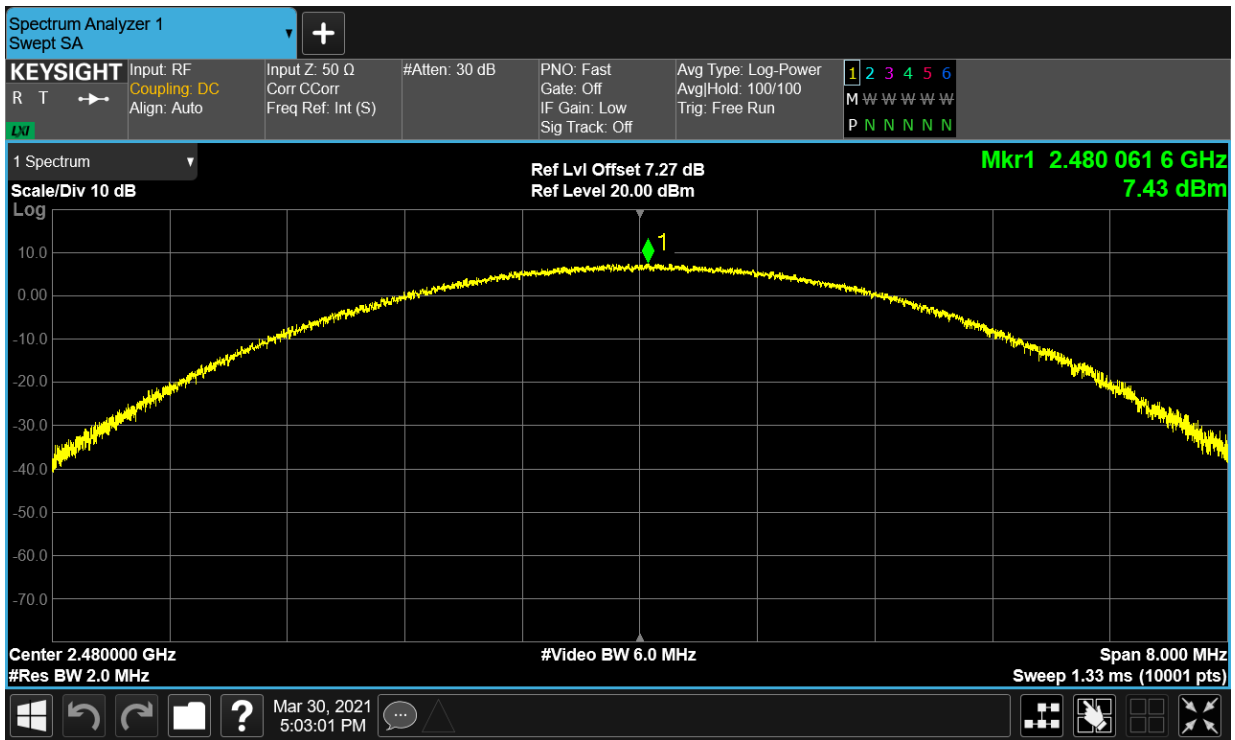 Spectrum Analyzer 1
Swept SA
KEYSIGHT
R T
LXI
Input: RF
Coupling: DC
Align: Auto
Input Z: 50 Ω
Corr CCorr
Freq Ref: Int (S)
#Atten: 30 dB
PNO: Fast
Gate: Off
IF Gain: Low
Sig Track: Off
Avg Type: Log-Power
Avg|Hold: 100/100
Trig: Free Run
1 2 3 4 5 6
M W W W W W
P N N N N N
1 Spectrum
Scale/Div 10 dB
Log
Ref Lvl Offset 7.27 dB
Ref Level 20.00 dBm
Mkr1 2.480 061 6 GHz
7.43 dBm
1
10.0
0.00
-10.0
-20.0
-30.0
-40.0
-50.0
-60.0
-70.0
Center 2.480000 GHz
#Res BW 2.0 MHz
#Video BW 6.0 MHz
Span 8.000 MHz
Sweep 1.33 ms (10001 pts)
?
Mar 30, 2021
5:03:01 PM